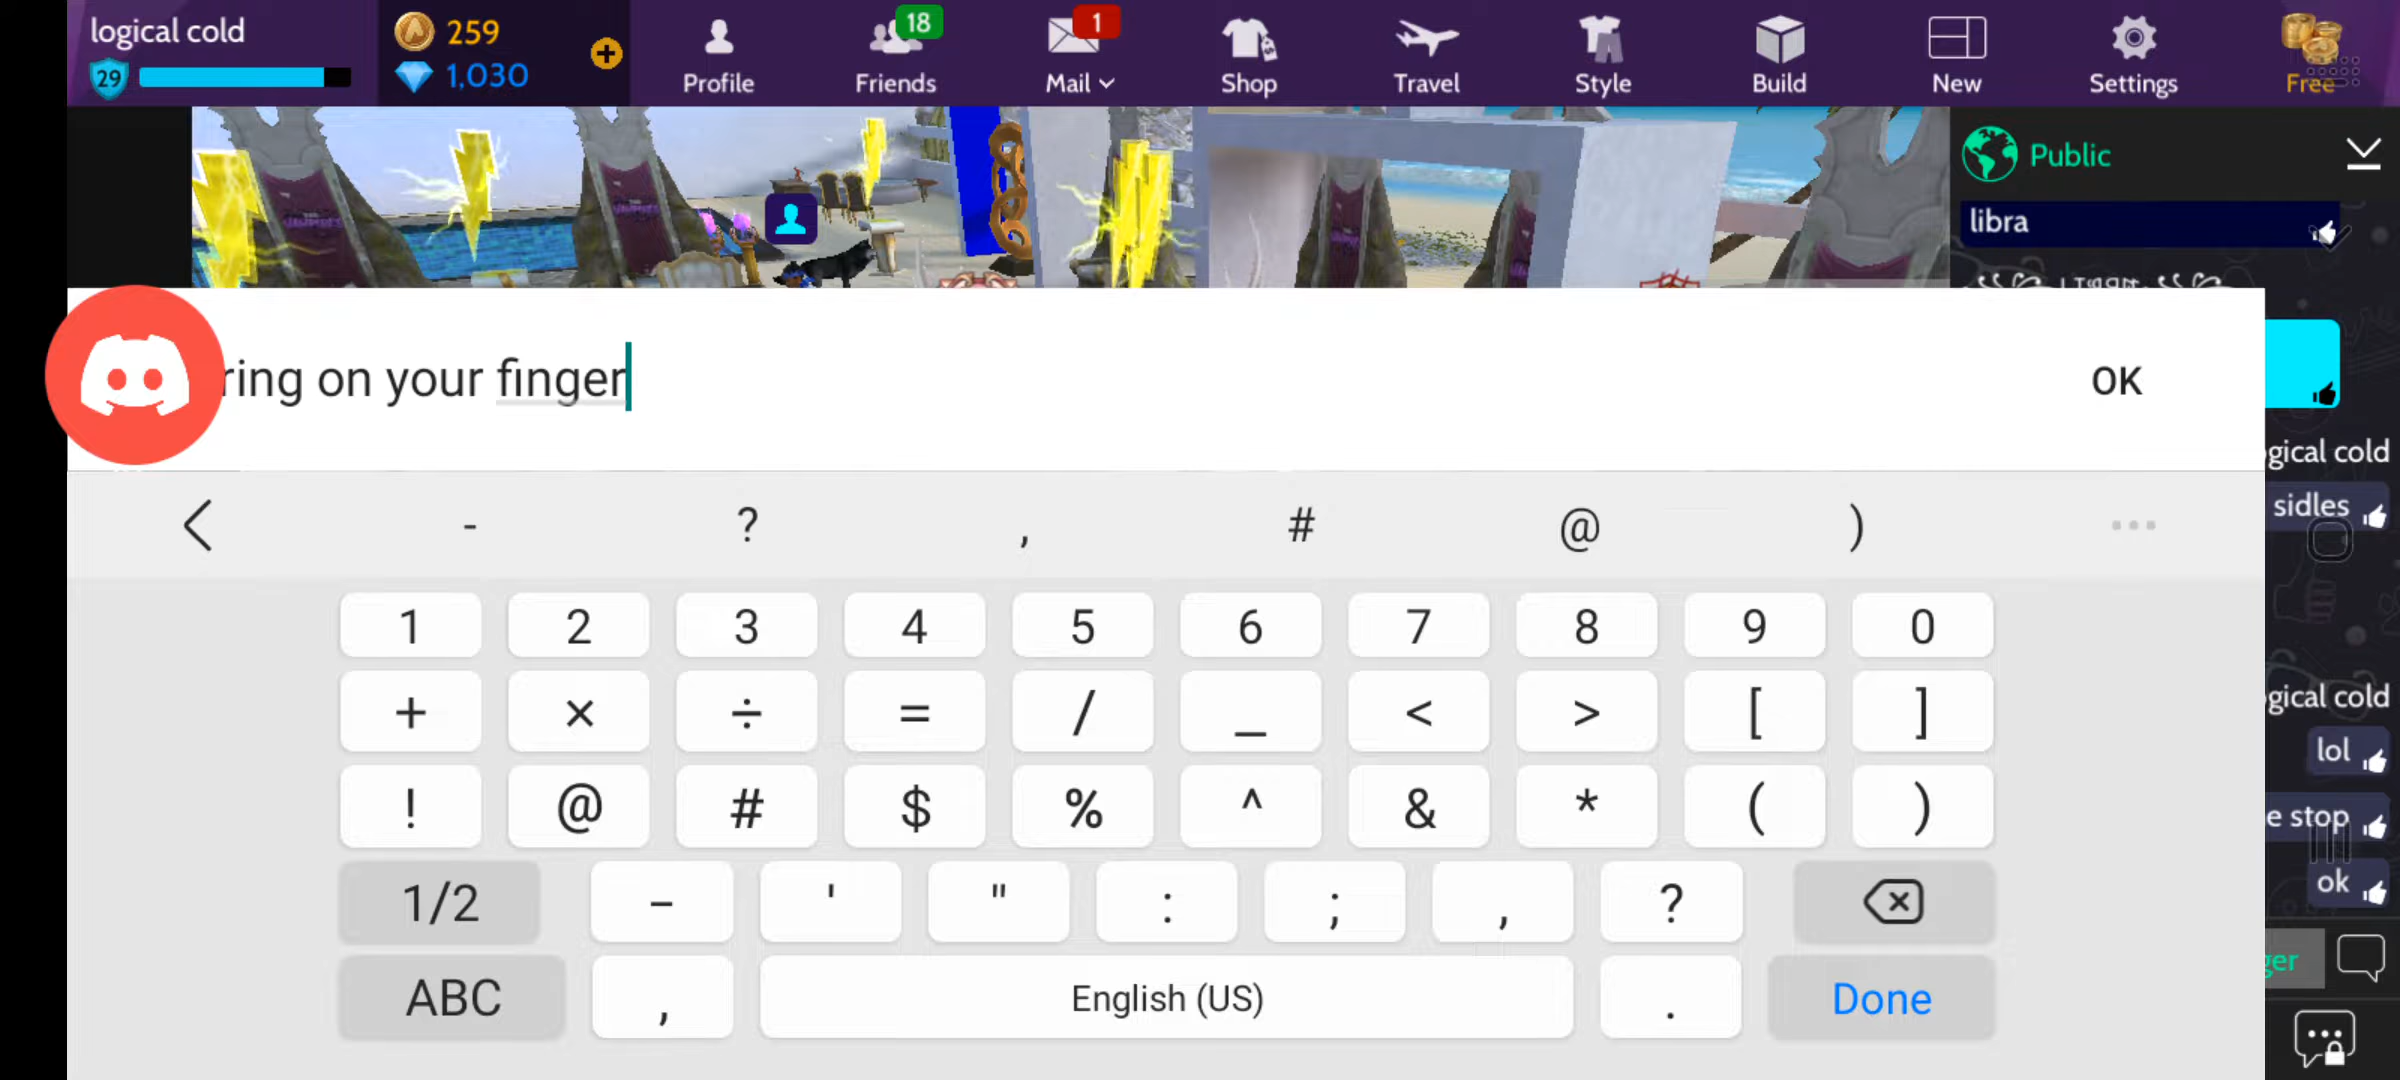 logical cold
29
259
1,030
Profile
18
Friends
1
Mail
Shop
Travel
Style
Build
New
Settings
Free
Public
libra
ring on your finger
OK
gical cold
sidles
gical cold
lol
e stop
ok
ger
- ? , # @ ) ...
1 2 3 4 5 6 7 8 9 0
+ × ÷ = / _ < > [ ]
! @ # $ % ^ & * ( )
1/2 - ' " : ; , ?
ABC , English (US) . Done